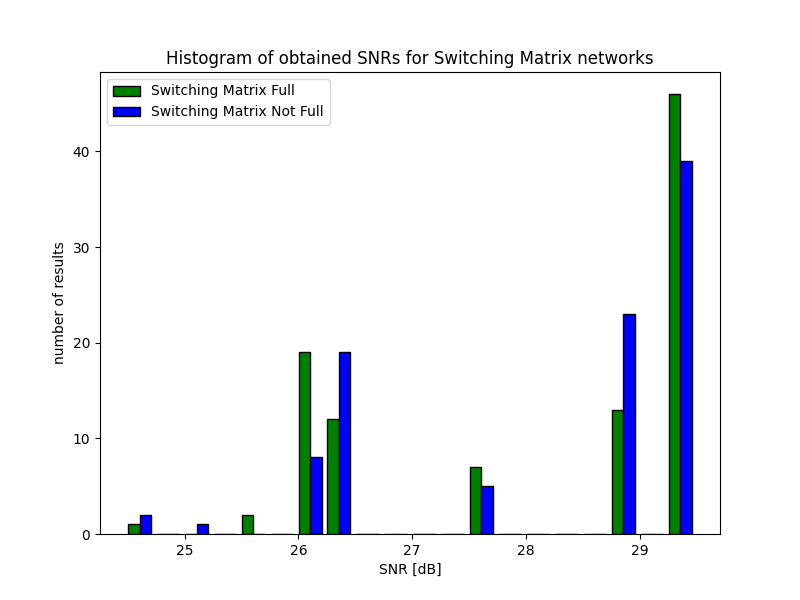 Histogram of obtained SNRs for Switching Matrix networks
Switching Matrix Full
Switching Matrix Not Full
number of results
40
30
20
10
0
25 26 27 28 29
SNR [dB]